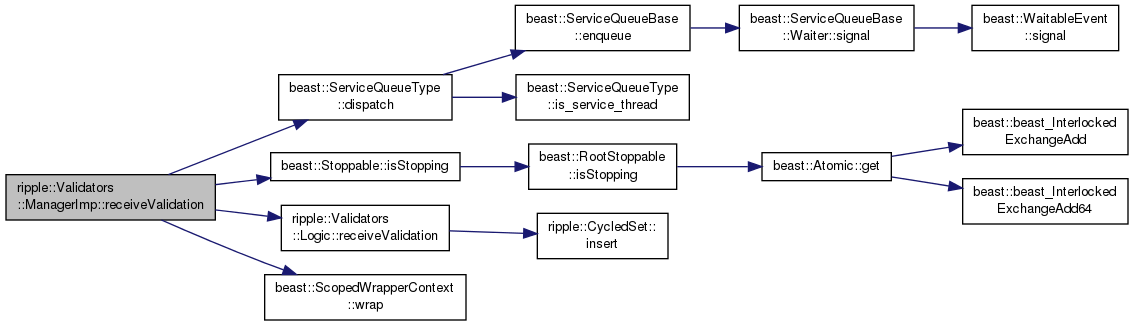 beast::ServiceQueueBase
::enqueue
beast::ServiceQueueBase
::Waiter::signal
beast::WaitableEvent
::signal
beast::ServiceQueueType
::dispatch
beast::ServiceQueueType
::is_service_thread
beast::beast_Interlocked
ExchangeAdd
beast::Stoppable::isStopping
beast::RootStoppable
::isStopping
beast::Atomic::get
ripple::Validators
::ManagerImp::receiveValidation
beast::beast_Interlocked
ExchangeAdd64
ripple::Validators
::Logic::receiveValidation
ripple::CycledSet::
insert
beast::ScopedWrapperContext
::wrap